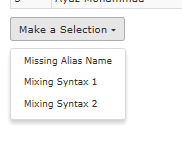 Make a Selection
Missing Alias Name
Mixing Syntax 1
Mixing Syntax 2